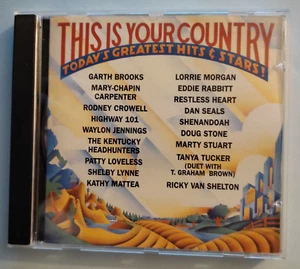 THIS IS YOUR COUNTRY
TODAY'S GREATEST HITS & STARS!
GARTH BROOKS
MARY-CHAPIN
CARPENTER
RODNEY CROWELL
HIGHWAY 101
WAYLON JENNINGS
THE KENTUCKY
HEADHUNTERS
PATTY LOVELESS
SHELBY LYNNE
KATHY MATTEA
LORRIE MORGAN
EDDIE RABBITT
RESTLESS HEART
DAN SEALS
SHENANDOAH
DOUG STONE
MARTY STUART
TANYA TUCKER
(DUET WITH
T. GRAHAM BROWN)
RICKY VAN SHELTON